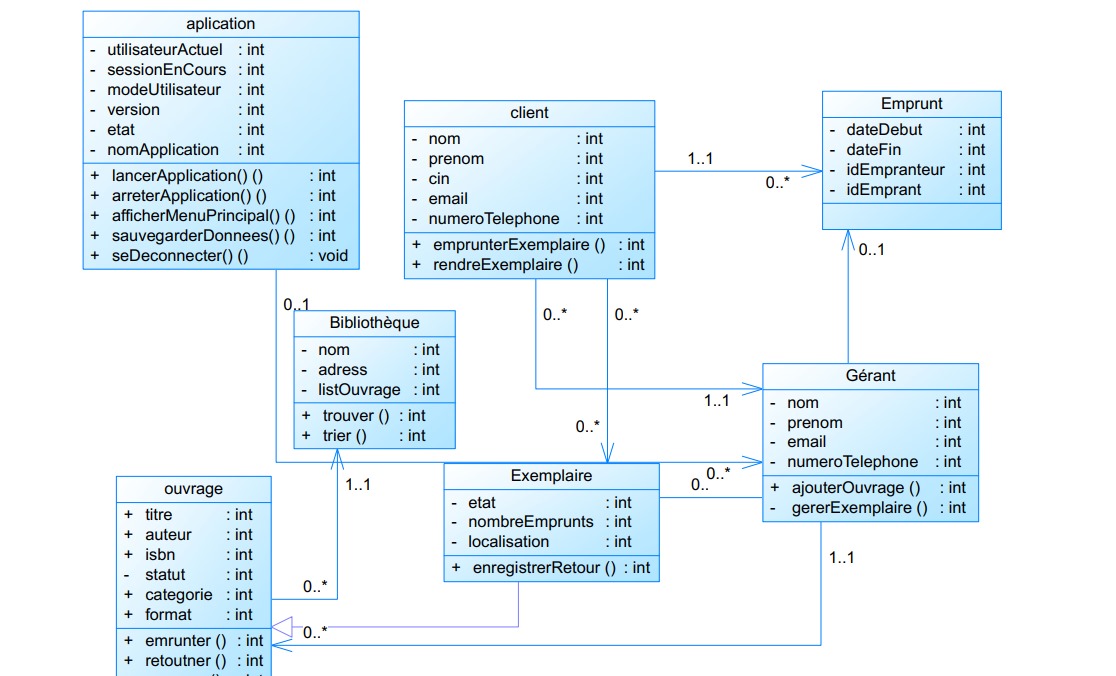 aplication
- utilisateurActuel : int
- sessionEnCours : int
- modeUtilisateur : int
- version : int
- etat : int
- nomApplication : int
+ lancerApplication() () : int
+ arreterApplication() () : int
+ afficherMenuPrincipal() () : int
+ sauvegarderDonnees() () : int
+ seDeconnecter() () : void
client
- nom : int
- prenom : int
- cin : int
- email : int
- numeroTelephone : int
+ emprunterExemplaire () : int
+ rendreExemplaire () : int
1..1
0..*
Emprunt
- dateDebut : int
- dateFin : int
- idEmpranteur : int
- idEmprant : int
0..1
0..1
Bibliothèque
- nom : int
- adress : int
- listOuvrage : int
+ trouver () : int
+ trier () : int
0..*
0..*
1..1
0..*
Gérant
- nom : int
- prenom : int
- email : int
- numeroTelephone : int
+ ajouterOuvrage () : int
- gererExemplaire () : int
0..*
0..
1..1
Exemplaire
- etat : int
- nombreEmprunts : int
- localisation : int
+ enregistrerRetour () : int
1..1
ouvrage
+ titre : int
+ auteur : int
+ isbn : int
- statut : int
+ categorie : int
+ format : int
+ emrunter () : int
+ retoutner () : int
0..*
0..*